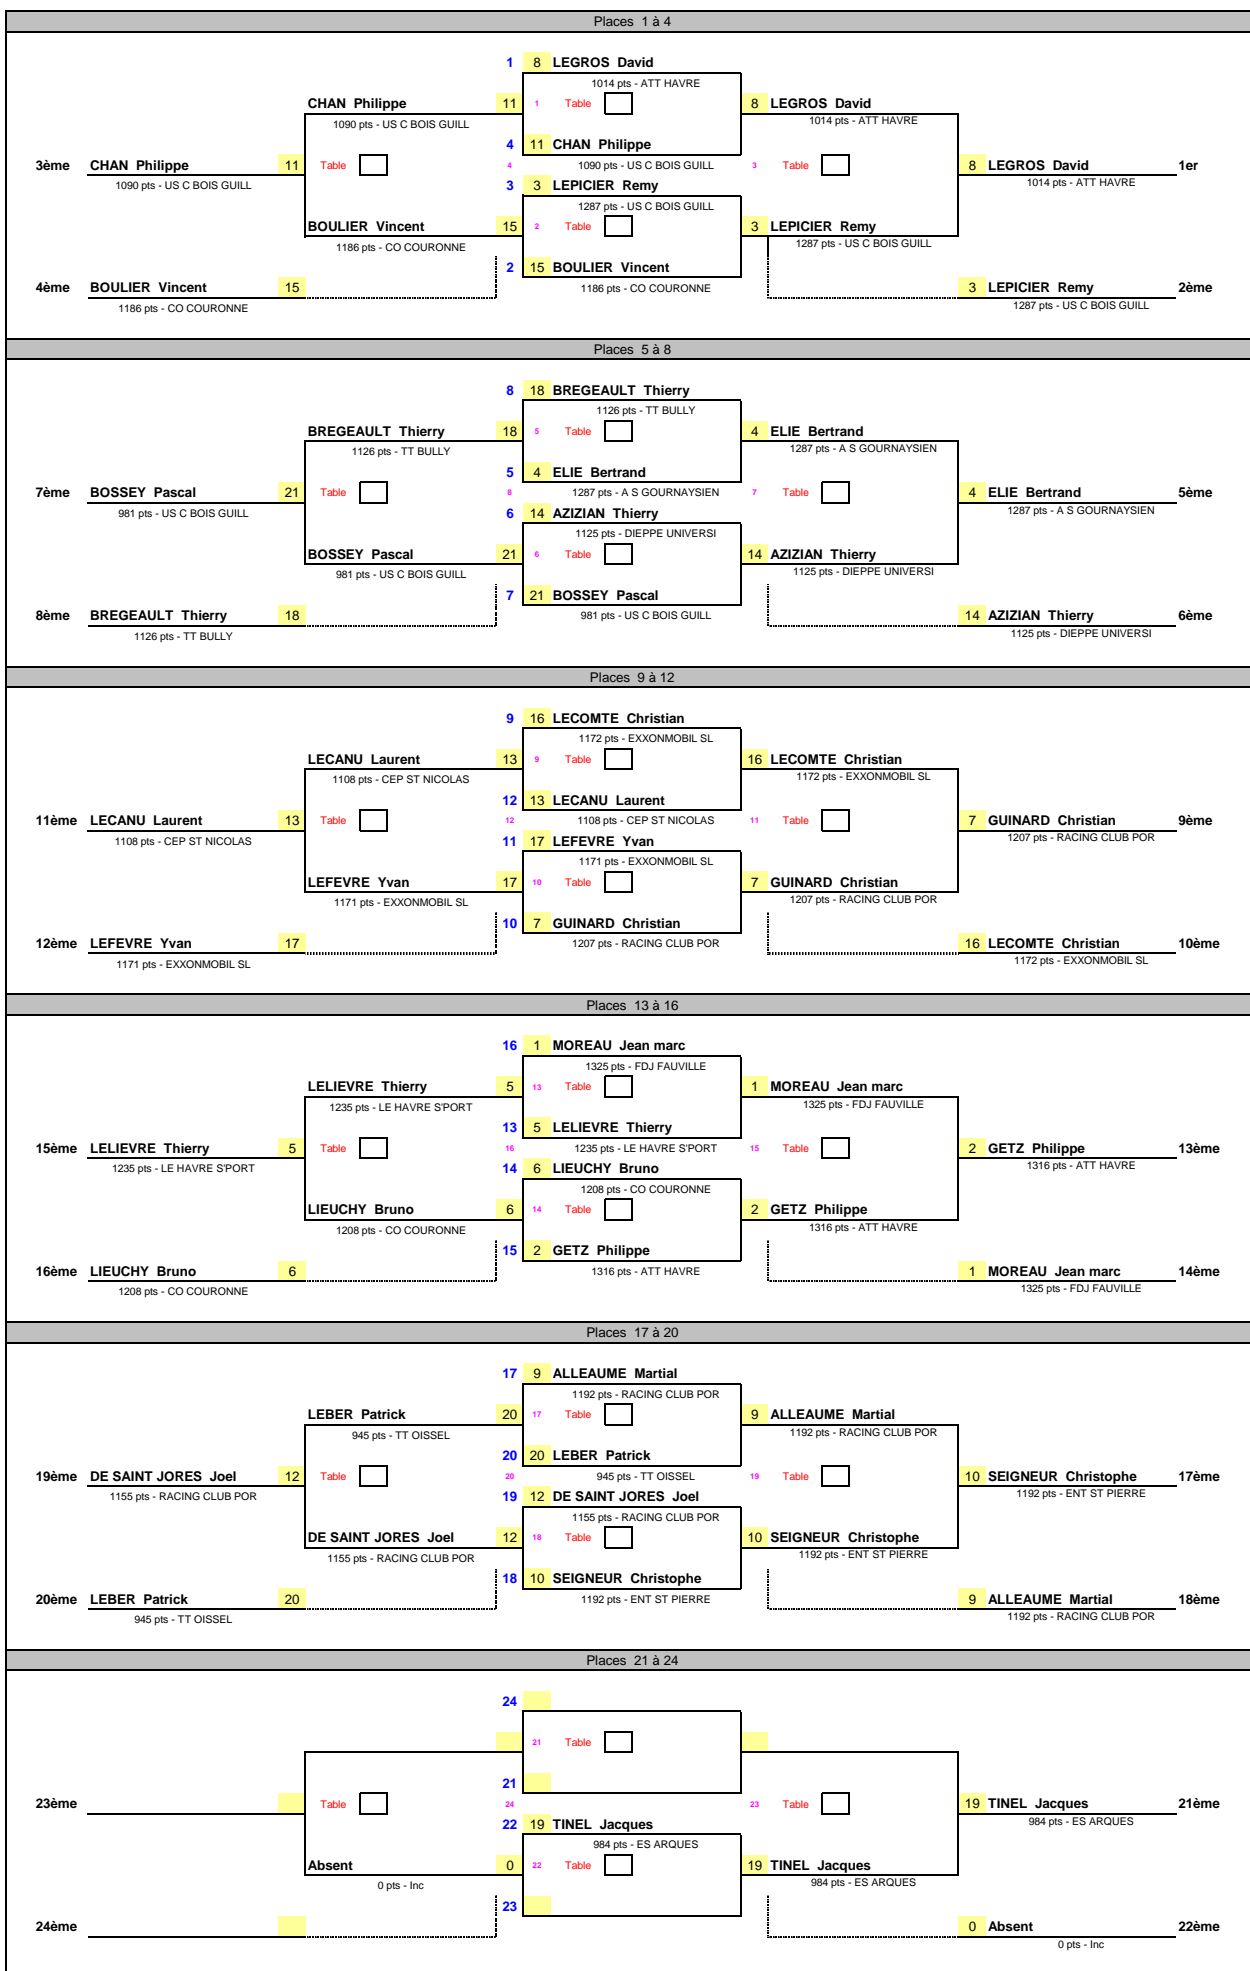 Places 1 à 4
1 8 LEGROS David
1014 pts - ATT HAVRE
CHAN Philippe 11 1 Table 8 LEGROS David
1090 pts - US C BOIS GUILL 1014 pts - ATT HAVRE
4 11 CHAN Philippe
3ème CHAN Philippe 11 Table 4 1090 pts - US C BOIS GUILL 3 Table 8 LEGROS David 1er
1090 pts - US C BOIS GUILL 3 3 LEPICIER Remy 1014 pts - ATT HAVRE
1287 pts - US C BOIS GUILL
BOULIER Vincent 15 2 Table 3 LEPICIER Remy
1186 pts - CO COURONNE 1287 pts - US C BOIS GUILL
2 15 BOULIER Vincent
4ème BOULIER Vincent 15 1186 pts - CO COURONNE 3 LEPICIER Remy 2ème
1186 pts - CO COURONNE 1287 pts - US C BOIS GUILL
Places 5 à 8
8 18 BREGEAULT Thierry
1126 pts - TT BULLY
BREGEAULT Thierry 18 5 Table 4 ELIE Bertrand
1126 pts - TT BULLY 1287 pts - A S GOURNAYSIEN
5 4 ELIE Bertrand
7ème BOSSEY Pascal 21 Table 8 1287 pts - A S GOURNAYSIEN 7 Table 4 ELIE Bertrand 5ème
981 pts - US C BOIS GUILL 6 14 AZIZIAN Thierry 1287 pts - A S GOURNAYSIEN
1125 pts - DIEPPE UNIVERSI
BOSSEY Pascal 21 6 Table 14 AZIZIAN Thierry
981 pts - US C BOIS GUILL 1125 pts - DIEPPE UNIVERSI
7 21 BOSSEY Pascal
8ème BREGEAULT Thierry 18 981 pts - US C BOIS GUILL 14 AZIZIAN Thierry 6ème
1126 pts - TT BULLY 1125 pts - DIEPPE UNIVERSI
Places 9 à 12
9 16 LECOMTE Christian
1172 pts - EXXONMOBIL SL
LECANU Laurent 13 9 Table 16 LECOMTE Christian
1108 pts - CEP ST NICOLAS 1172 pts - EXXONMOBIL SL
12 13 LECANU Laurent
11ème LECANU Laurent 13 Table 12 1108 pts - CEP ST NICOLAS 11 Table 7 GUINARD Christian 9ème
1108 pts - CEP ST NICOLAS 11 17 LEFEVRE Yvan 1207 pts - RACING CLUB POR
1171 pts - EXXONMOBIL SL
LEFEVRE Yvan 17 10 Table 7 GUINARD Christian
1171 pts - EXXONMOBIL SL 1207 pts - RACING CLUB POR
10 7 GUINARD Christian
12ème LEFEVRE Yvan 17 1207 pts - RACING CLUB POR 16 LECOMTE Christian 10ème
1171 pts - EXXONMOBIL SL 1172 pts - EXXONMOBIL SL
Places 13 à 16
16 1 MOREAU Jean marc
1325 pts - FDJ FAUVILLE
LELIEVRE Thierry 5 13 Table 1 MOREAU Jean marc
1235 pts - LE HAVRE S'PORT 1325 pts - FDJ FAUVILLE
13 5 LELIEVRE Thierry
15ème LELIEVRE Thierry 5 Table 16 1235 pts - LE HAVRE S'PORT 15 Table 2 GETZ Philippe 13ème
1235 pts - LE HAVRE S'PORT 14 6 LIEUCHY Bruno 1316 pts - ATT HAVRE
1208 pts - CO COURONNE
LIEUCHY Bruno 6 14 Table 2 GETZ Philippe
1208 pts - CO COURONNE 1316 pts - ATT HAVRE
15 2 GETZ Philippe
16ème LIEUCHY Bruno 6 1316 pts - ATT HAVRE 1 MOREAU Jean marc 14ème
1208 pts - CO COURONNE 1325 pts - FDJ FAUVILLE
Places 17 à 20
17 9 ALLEAUME Martial
1192 pts - RACING CLUB POR
LEBER Patrick 20 17 Table 9 ALLEAUME Martial
945 pts - TT OISSEL 1192 pts - RACING CLUB POR
20 20 LEBER Patrick
19ème DE SAINT JORES Joel 12 Table 20 945 pts - TT OISSEL 19 Table 10 SEIGNEUR Christophe 17ème
1155 pts - RACING CLUB POR 19 12 DE SAINT JORES Joel 1192 pts - ENT ST PIERRE
1155 pts - RACING CLUB POR
DE SAINT JORES Joel 12 18 Table 10 SEIGNEUR Christophe
1155 pts - RACING CLUB POR 1192 pts - ENT ST PIERRE
18 10 SEIGNEUR Christophe
20ème LEBER Patrick 20 1192 pts - ENT ST PIERRE 9 ALLEAUME Martial 18ème
945 pts - TT OISSEL 1192 pts - RACING CLUB POR
Places 21 à 24
24
21 Table
21
23ème Table 24 23 Table 19 TINEL Jacques 21ème
22 19 TINEL Jacques 984 pts - ES ARQUES
984 pts - ES ARQUES
Absent 0 22 Table 19 TINEL Jacques
0 pts - Inc 984 pts - ES ARQUES
23
24ème 0 Absent 22ème
0 pts - Inc